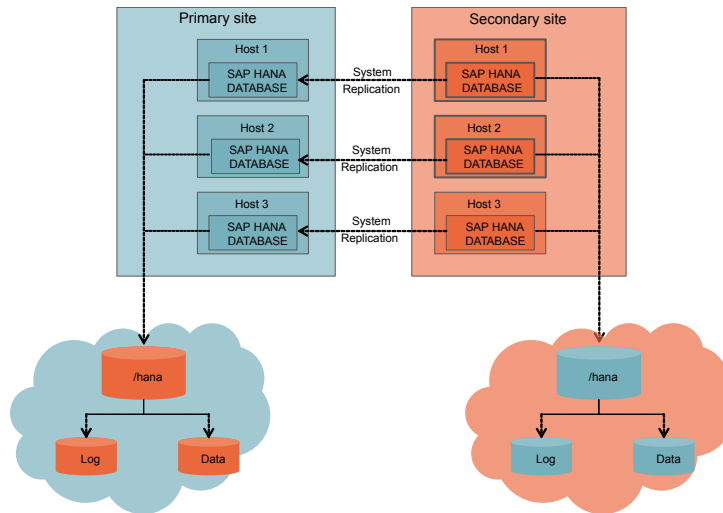 Primary site
Host 1
SAP HANA
DATABASE
Host 2
SAP HANA
DATABASE
Host 3
SAP HANA
DATABASE
System
Replication
System
Replication
System
Replication
Secondary site
Host 1
SAP HANA
DATABASE
Host 2
SAP HANA
DATABASE
Host 3
SAP HANA
DATABASE
/hana
Log
Data
/hana
Log
Data